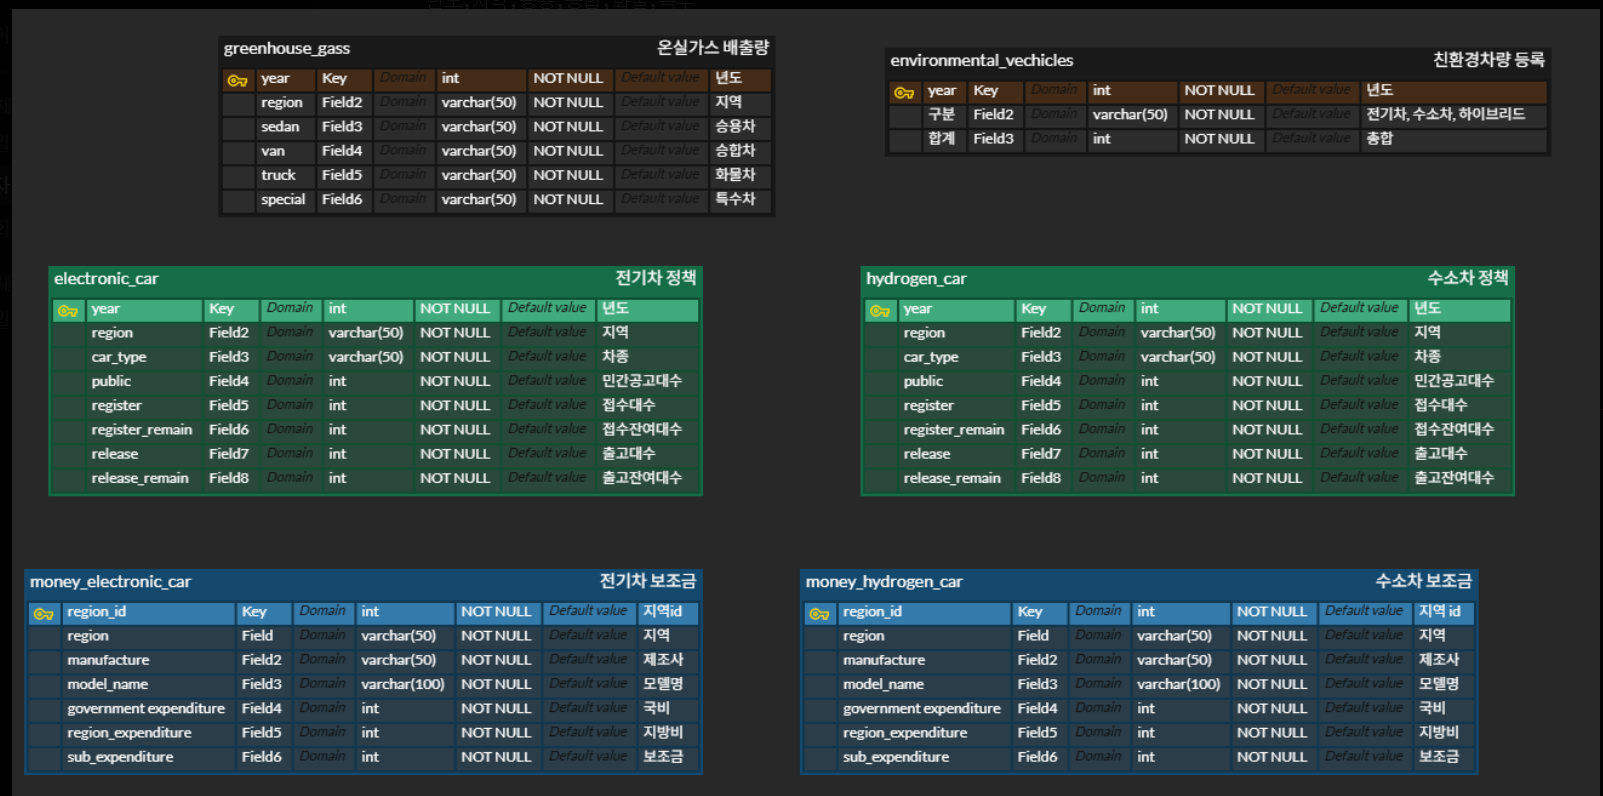 greenhouse_gass 온실가스 배출량
year Key Domain int NOT NULL Default value 년도
region Field2 Domain varchar(50) NOT NULL Default value 지역
sedan Field3 Domain varchar(50) NOT NULL Default value 승용차
van Field4 Domain varchar(50) NOT NULL Default value 승합차
truck Field5 Domain varchar(50) NOT NULL Default value 화물차
special Field6 Domain varchar(50) NOT NULL Default value 특수차
environmental_vechicles 친환경차량 등록
year Key Domain int NOT NULL Default value 년도
구분 Field2 Domain varchar(50) NOT NULL Default value 전기차, 수소차, 하이브리드
합계 Field3 Domain int NOT NULL Default value 총합
electronic_car 전기차 정책
year Key Domain int NOT NULL Default value 년도
region Field2 Domain varchar(50) NOT NULL Default value 지역
car_type Field3 Domain varchar(50) NOT NULL Default value 차종
public Field4 Domain int NOT NULL Default value 민간공고대수
register Field5 Domain int NOT NULL Default value 접수대수
register_remain Field6 Domain int NOT NULL Default value 접수잔여대수
release Field7 Domain int NOT NULL Default value 출고대수
release_remain Field8 Domain int NOT NULL Default value 출고잔여대수
hydrogen_car 수소차 정책
year Key Domain int NOT NULL Default value 년도
region Field2 Domain varchar(50) NOT NULL Default value 지역
car_type Field3 Domain varchar(50) NOT NULL Default value 차종
public Field4 Domain int NOT NULL Default value 민간공고대수
register Field5 Domain int NOT NULL Default value 접수대수
register_remain Field6 Domain int NOT NULL Default value 접수잔여대수
release Field7 Domain int NOT NULL Default value 출고대수
release_remain Field8 Domain int NOT NULL Default value 출고잔여대수
money_electronic_car 전기차 보조금
region_id Key Domain int NOT NULL Default value 지역id
region Field Domain varchar(50) NOT NULL Default value 지역
manufacture Field2 Domain varchar(50) NOT NULL Default value 제조사
model_name Field3 Domain varchar(100) NOT NULL Default value 모델명
government expenditure Field4 Domain int NOT NULL Default value 국비
region_expenditure Field5 Domain int NOT NULL Default value 지방비
sub_expenditure Field6 Domain int NOT NULL Default value 보조금
money_hydrogen_car 수소차 보조금
region_id Key Domain int NOT NULL Default value 지역 id
region Field Domain varchar(50) NOT NULL Default value 지역
manufacture Field2 Domain varchar(50) NOT NULL Default value 제조사
model_name Field3 Domain varchar(100) NOT NULL Default value 모델명
government expenditure Field4 Domain int NOT NULL Default value 국비
region_expenditure Field5 Domain int NOT NULL Default value 지방비
sub_expenditure Field6 Domain int NOT NULL Default value 보조금